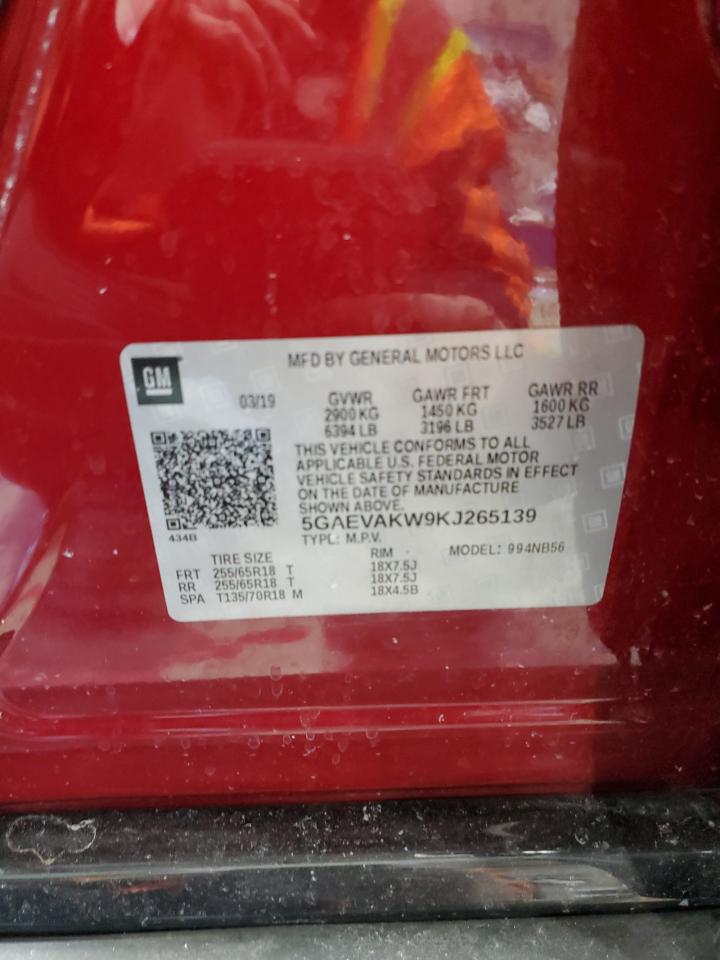 GM
MFD BY GENERAL MOTORS LLC
03/19
GVWR GAWR FRT GAWR RR
2900 KG 1450 KG 1600 KG
6394 LB 3196 LB 3527 LB
THIS VEHICLE CONFORMS TO ALL
APPLICABLE U.S. FEDERAL MOTOR
VEHICLE SAFETY STANDARDS IN EFFECT
ON THE DATE OF MANUFACTURE
SHOWN ABOVE.
434B
5GAEVAKW9KJ265139
TYPE: M.P.V. MODEL: 994NB56
TIRE SIZE RIM
FRT 255/65R18 T 18X7.5J
RR 255/65R18 T 18X7.5J
SPA T135/70R18 M 18X4.5B